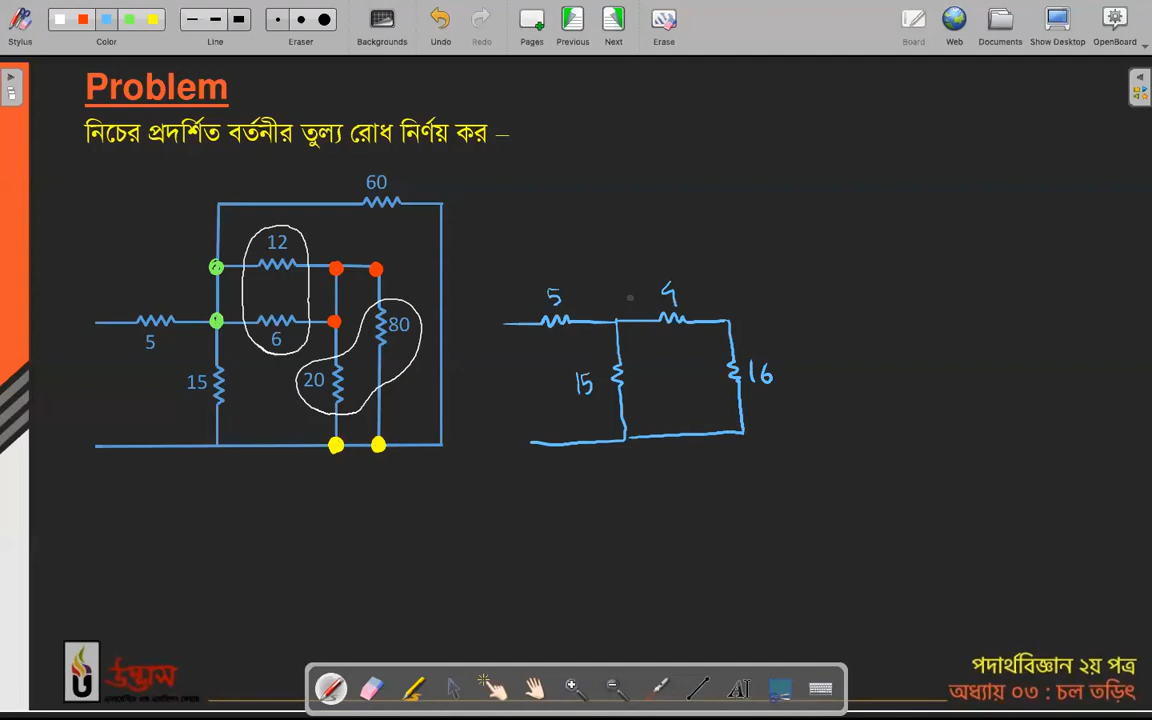 Stylus
Color
Line
Eraser
Backgrounds
Undo
Redo
Pages
Previous
Next
Erase
Board
Web
Documents
Show Desktop
OpenBoard
Problem
নিচের প্রদর্শিত বর্তনীর তুল্য রোধ নির্ণয় কর –
60
12
5
6
80
15
20
5
4
15
16
উদ্ভাস
পদার্থবিজ্ঞান ২য় পত্র
অধ্যায় ০৩ : চল তড়িৎ